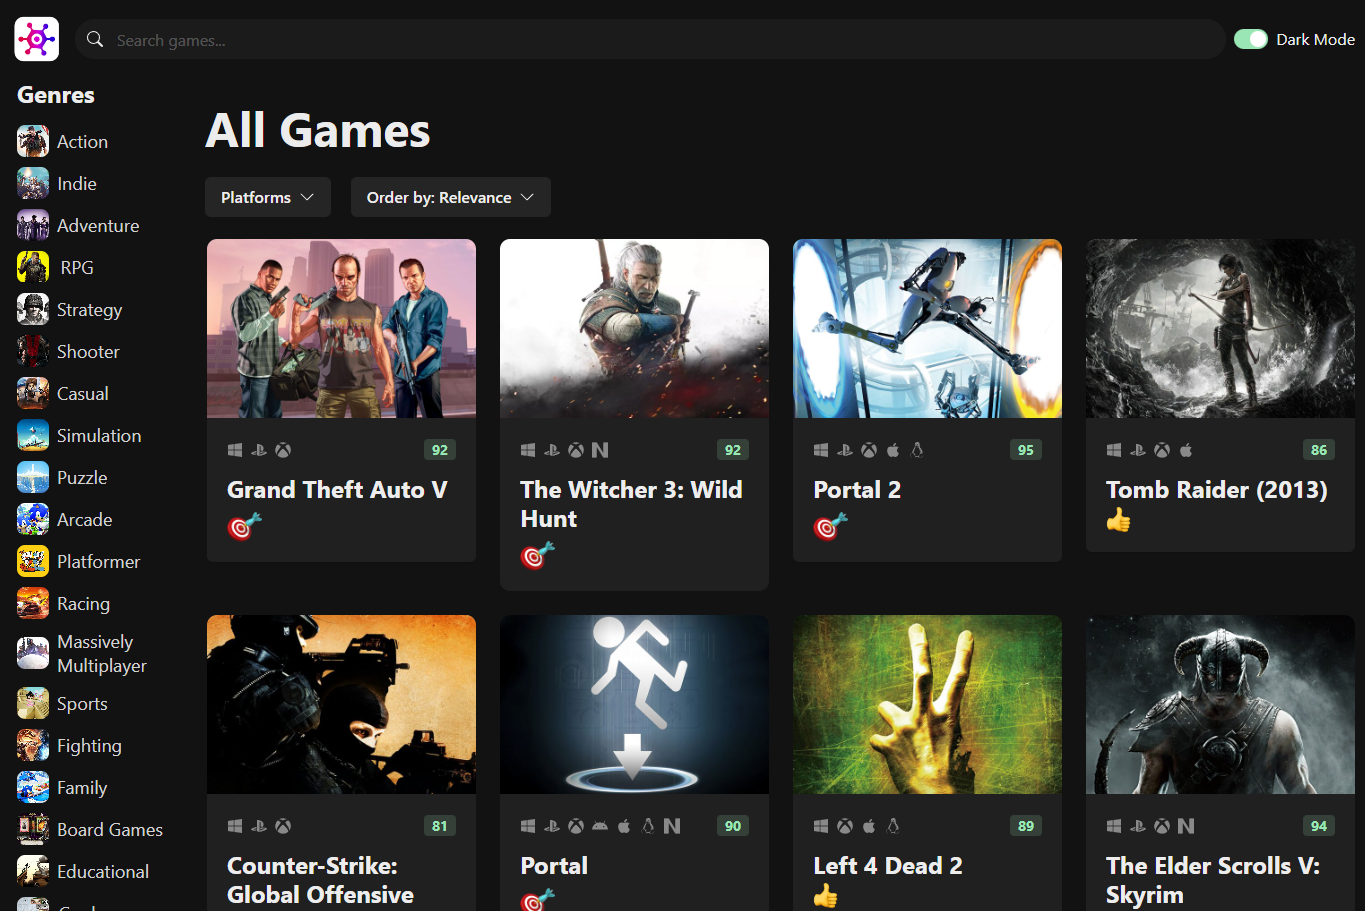 Search games...
Dark Mode
Genres
Action
Indie
Adventure
RPG
Strategy
Shooter
Casual
Simulation
Puzzle
Arcade
Platformer
Racing
Massively
Multiplayer
Sports
Fighting
Family
Board Games
Educational
All Games
Platforms
Order by: Relevance
92
Grand Theft Auto V
92
The Witcher 3: Wild
Hunt
95
Portal 2
86
Tomb Raider (2013)
81
Counter-Strike:
Global Offensive
90
Portal
89
Left 4 Dead 2
94
The Elder Scrolls V:
Skyrim